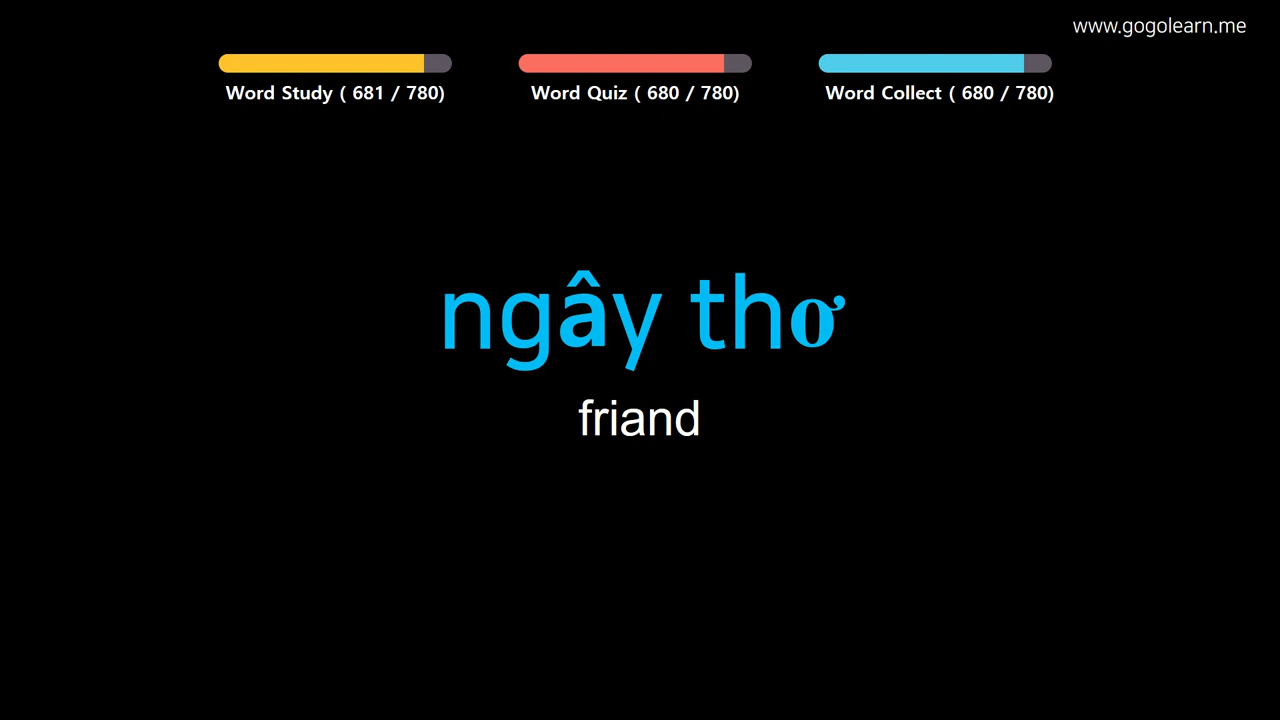 www.gogolearn.me
Word Study ( 681 / 780)
Word Quiz ( 680 / 780)
Word Collect ( 680 / 780)
ngây thơ
friand